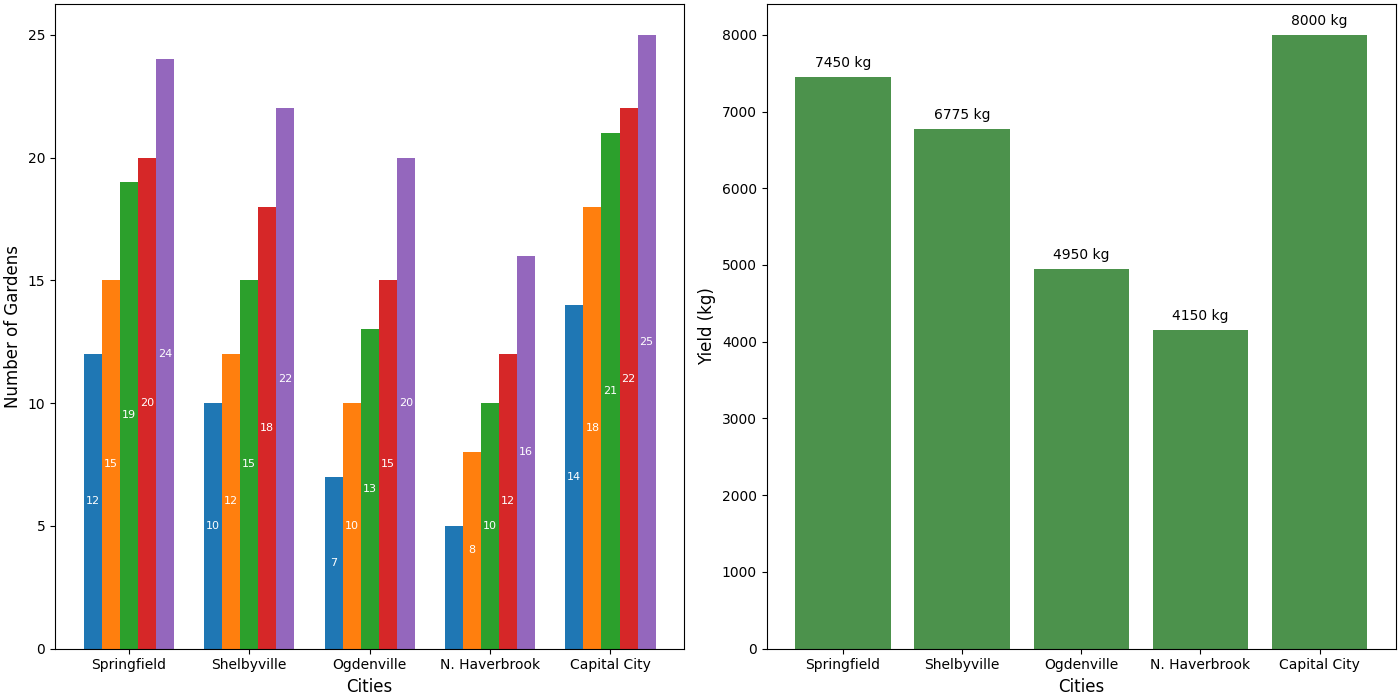 Number of Gardens
25
20
15
10
5
0
12
15
19
20
24
10
12
15
18
22
7
10
13
15
20
8
10
12
16
14
18
21
22
25
Springfield
Shelbyville
Ogdenville
N. Haverbrook
Capital City
Cities
Yield (kg)
8000
7000
6000
5000
4000
3000
2000
1000
0
7450 kg
6775 kg
4950 kg
4150 kg
8000 kg
Springfield
Shelbyville
Ogdenville
N. Haverbrook
Capital City
Cities